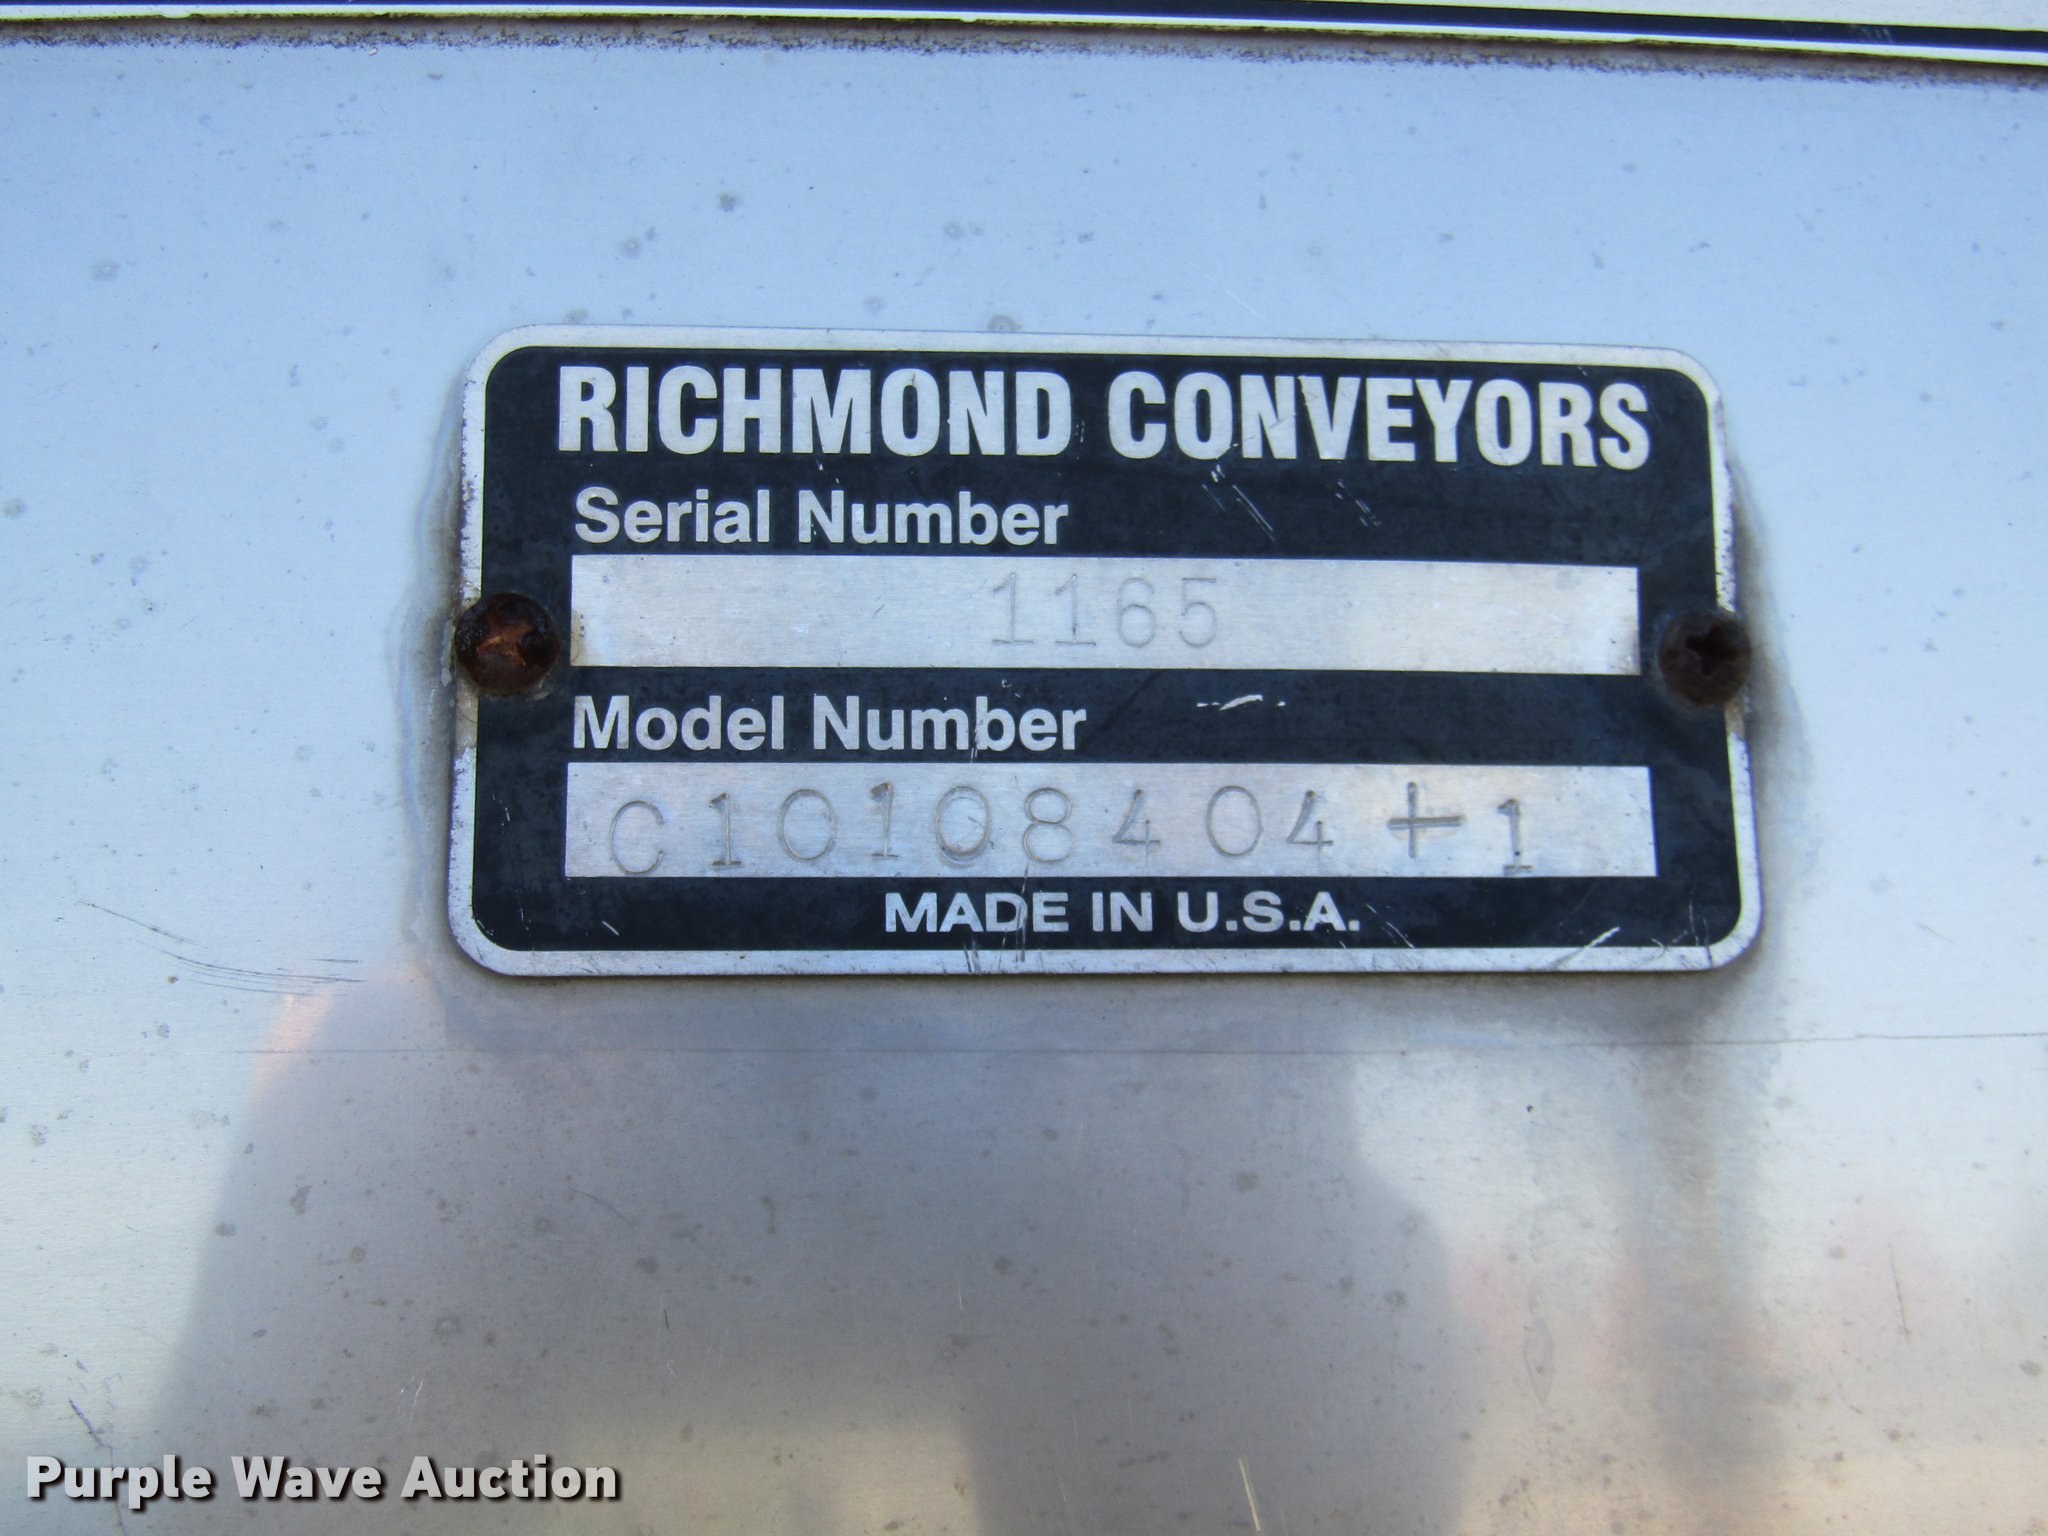 RICHMOND CONVEYORS
Serial Number
1165
Model Number
C10108404+1
MADE IN U.S.A.
Purple Wave Auction